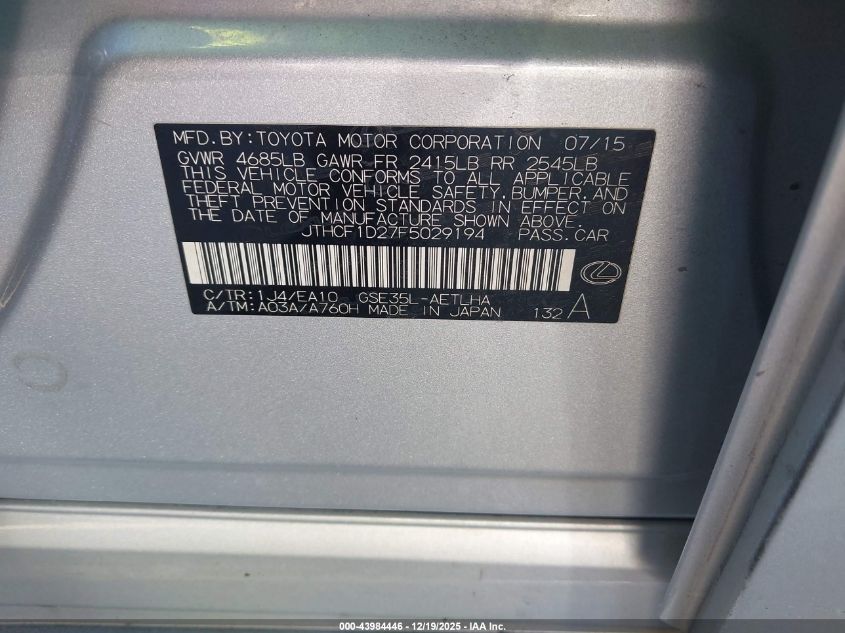 MFD.BY:TOYOTA MOTOR CORPORATION 07/15
GVWR 4685LB GAWR FR 2415LB RR 2545LB
THIS VEHICLE CONFORMS TO ALL APPLICABLE
FEDERAL MOTOR VEHICLE SAFETY, BUMPER, AND
THEFT PREVENTION STANDARDS IN EFFECT ON
THE DATE OF MANUFACTURE SHOWN ABOVE.
JTHCF1D27F5029194 PASS.CAR
C/TR:1J4/EA10 GSE35L-AETLHA
A/TM:A03A/A760H MADE IN JAPAN 132 A
000-43984446 - 12/19/2025 - IAA Inc.